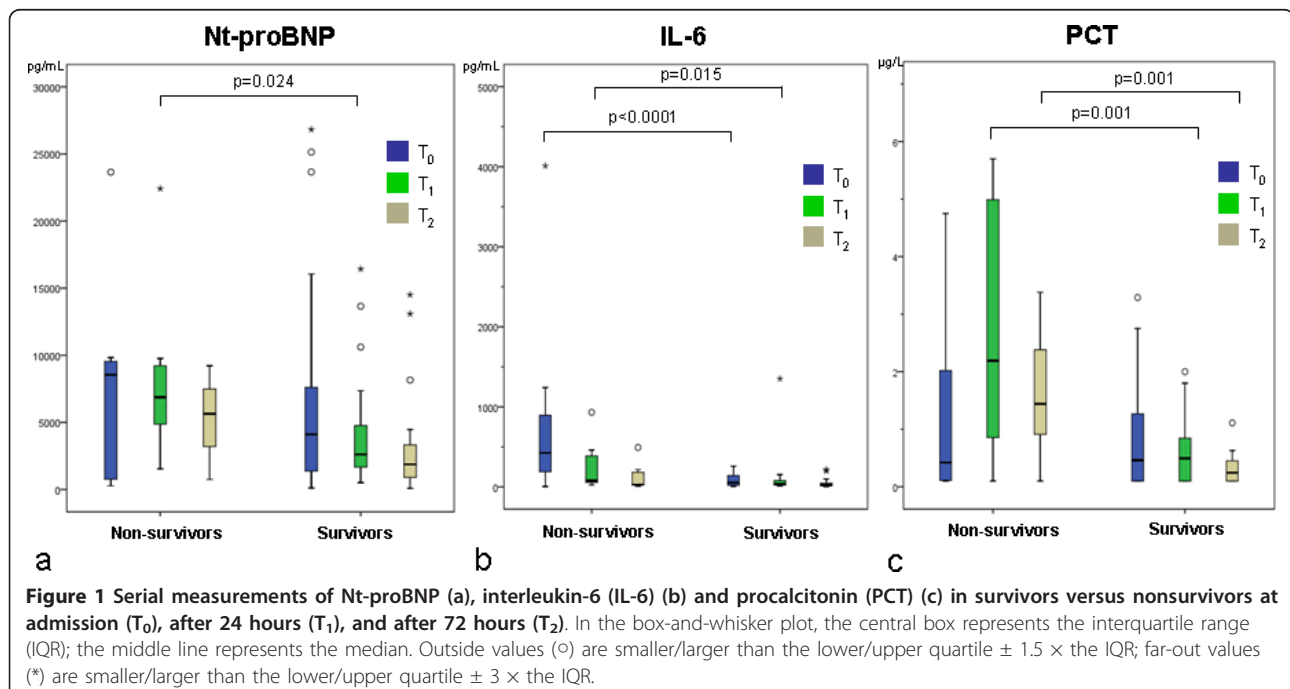 Nt-proBNP
pg/mL
30000
25000
20000
15000
10000
5000
0
p=0.024
T₀
T₁
T₂
Non-survivors Survivors
a
IL-6
pg/mL
5000
4000
3000
2000
1000
0
p=0.015
p<0.0001
T₀
T₁
T₂
Non-survivors Survivors
b
PCT
µg/L
6
4
2
0
p=0.001
p=0.001
T₀
T₁
T₂
Non-survivors Survivors
c
Figure 1 Serial measurements of Nt-proBNP (a), interleukin-6 (IL-6) (b) and procalcitonin (PCT) (c) in survivors versus nonsurvivors at
admission (T₀), after 24 hours (T₁), and after 72 hours (T₂). In the box-and-whisker plot, the central box represents the interquartile range
(IQR); the middle line represents the median. Outside values (○) are smaller/larger than the lower/upper quartile ± 1.5 × the IQR; far-out values
(*) are smaller/larger than the lower/upper quartile ± 3 × the IQR.